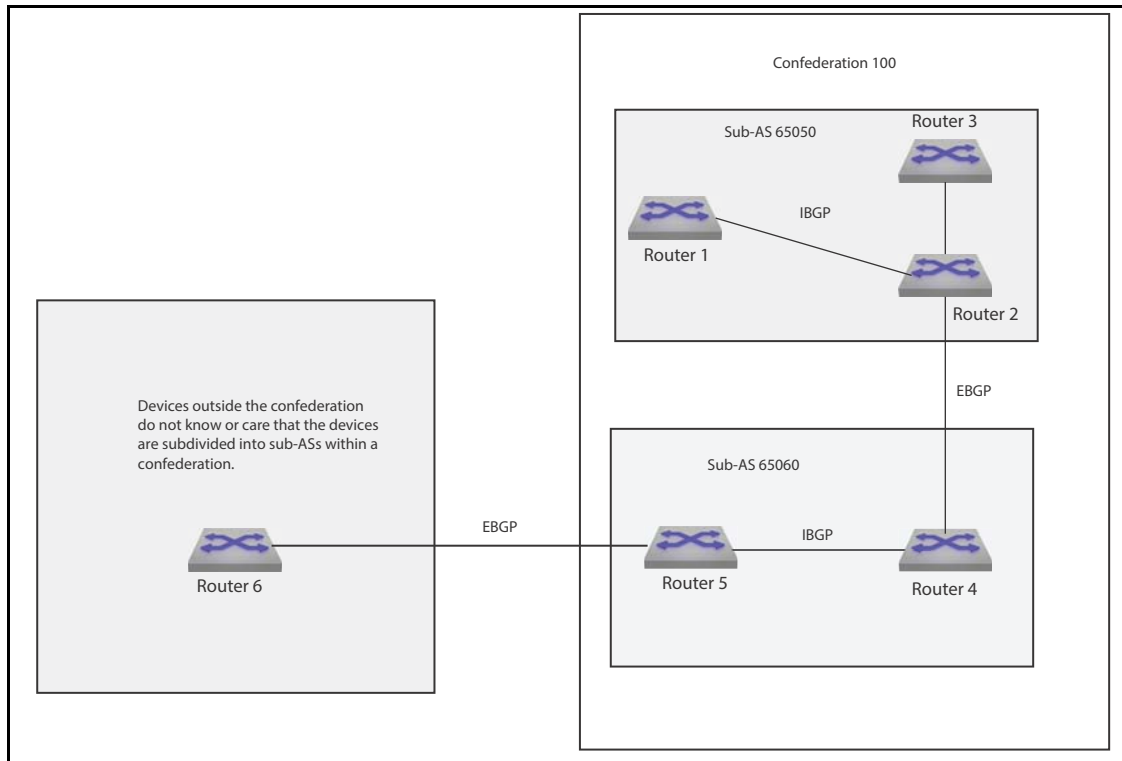 Confederation 100
Sub-AS 65050
Router 3
IBGP
Router 1
Router 2
EBGP
Devices outside the confederation
do not know or care that the devices
are subdivided into sub-ASs within a
confederation.
Sub-AS 65060
EBGP
IBGP
Router 6
Router 5
Router 4